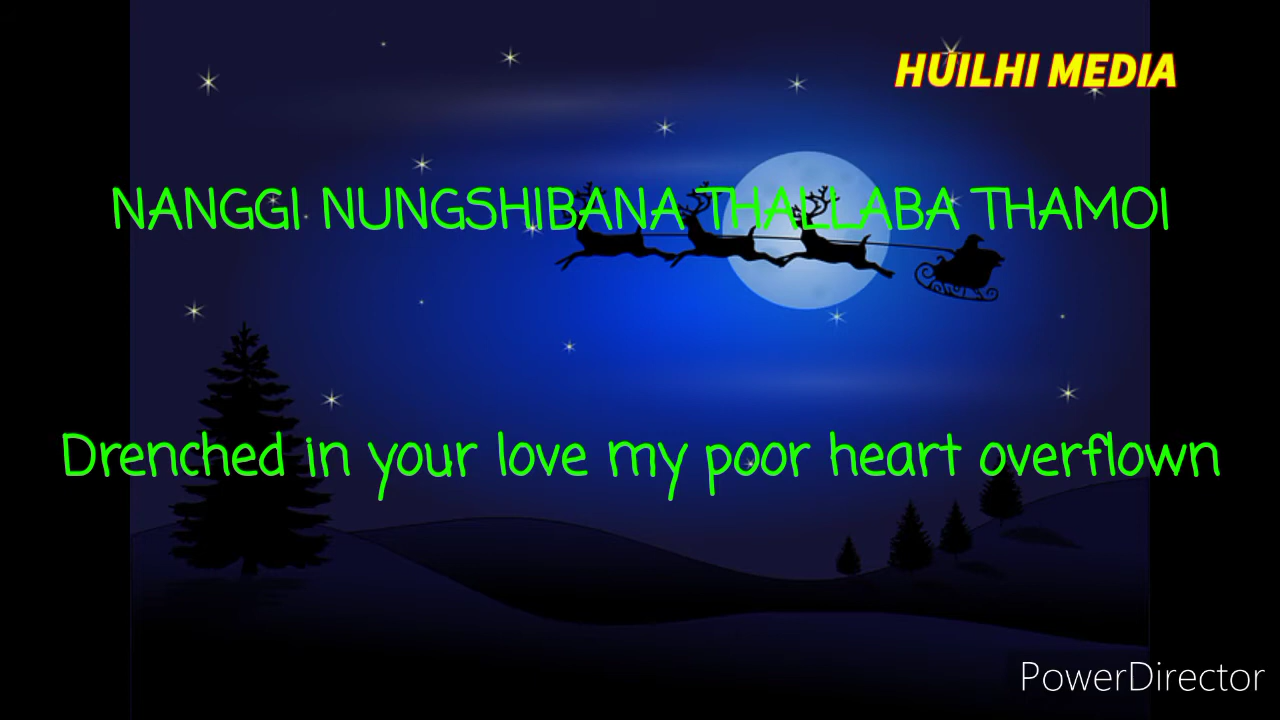 HUILHI MEDIA
NANGGI NUNGSHIBANA THALLABA THAMOI
Drenched in your love my poor heart overflown
PowerDirector